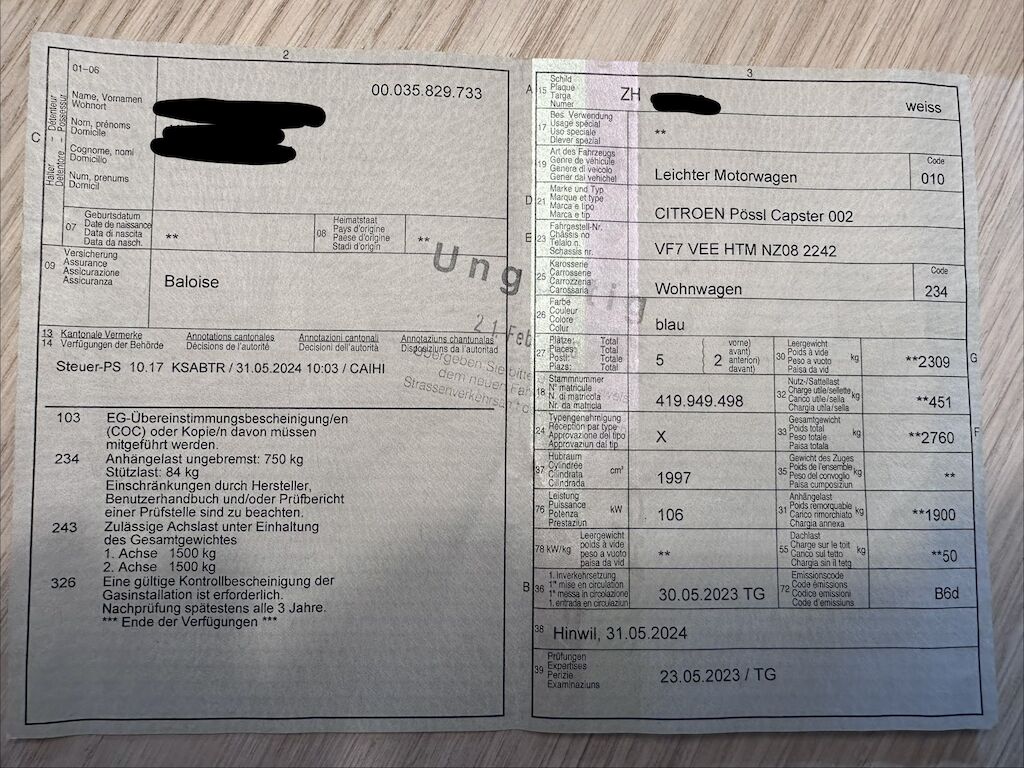 2
01-06
00.035.829.733
Name, Vornamen
Wohnort
Nom, prénoms
Domicile
Cognome, nomi
Domicilio
Num, prenums
Domicil
C
Halter - Détenteur
Detentore - Possessur
07
Geburtsdatum
Date de naissance
Data di nascita
Data da nasch.
**
08
Heimatstaat
Pays d'origine
Paese d'origine
Stadi d'origin
**
09
Versicherung
Assurance
Assicurazione
Assicuranza
Baloise
13 Kantonale Vermerke
14 Verfügungen der Behörde
Annotations cantonales
Décisions de l'autorité
Annotazioni cantonali
Decisioni dell'autorità
Annotaziuns chantunalas
Disposiziuns da l'autoritad
Steuer-PS 10.17 KSABTR / 31.05.2024 10:03 / CAIHI
103 EG-Übereinstimmungsbescheinigung/en
(COC) oder Kopie/n davon müssen
mitgeführt werden.
234 Anhängelast ungebremst: 750 kg
Stützlast: 84 kg
Einschränkungen durch Hersteller,
Benutzerhandbuch und/oder Prüfbericht
einer Prüfstelle sind zu beachten.
243 Zulässige Achslast unter Einhaltung
des Gesamtgewichtes
1. Achse 1500 kg
2. Achse 1500 kg
326 Eine gültige Kontrollbescheinigung der
Gasinstallation ist erforderlich.
Nachprüfung spätestens alle 3 Jahre.
*** Ende der Verfügungen ***
Ung ig
21 Feb
dem neuen
Strassenverkehrs
3
A
15
Schild
Plaque
Targa
Numer
ZH
weiss
17
Bes. Verwendung
Usage spécial
Uso speciale
Diever spezial
**
19
Art des Fahrzeugs
Genre de véhicule
Genere di veicolo
Gener dal vehichel
Leichter Motorwagen
Code
010
D
21
Marke und Typ
Marque et type
Marca e tipo
Marca e tip
CITROEN Pössl Capster 002
E
23
Fahrgestell-Nr.
Châssis no
Telaio n.
Schassis nr.
VF7 VEE HTM NZ08 2242
25
Karosserie
Carrosserie
Carrozzeria
Carossaria
Wohnwagen
Code
234
26
Farbe
Couleur
Colore
Colur
blau
27
Plätze: Total
Places: Total
Posti: Totale
Plazs: Total
5
2
vorne)
avant)
anteriori)
davant)
30
Leergewicht
Poids à vide
Peso a vuoto
Paisa da vid
kg
**2309
G
18
Stammnummer
N° matricule
N. di matricola
Nr. da matricla
419.949.498
32
Nutz-/Sattellast
Charge utile/sellette
Carico utile/sella
Chargia utila/sella
kg
**451
24
Typengenehmigung
Réception par type
Approvazione del tipo
Approvaziun dal tip
X
33
Gesamtgewicht
Poids total
Peso totale
Paisa totala
kg
**2760
F
37
Hubraum
Cylindrée
Cilindrata
Cilindrada
cm³
1997
35
Gewicht des Zuges
Poids de l'ensemble
Peso del convoglio
Paisa cumposiziun
kg
**
76
Leistung
Puissance
Potenza
Prestaziun
kW
106
31
Anhängelast
Poids remorquable
Carico rimorchiato
Chargia annexa
kg
**1900
78 kW/kg
Leergewicht
poids à vide
peso a vuoto
paisa da vid
**
55
Dachlast
Charge sur le toit
Carico sul tetto
Chargia sin il tetg
kg
**50
B
36
1. Inverkehrsetzung
1re mise en circulation
1a messa in circolazione
1. entrada en circulaziun
30.05.2023 TG
72
Emissionscode
Code émissions
Codice emissioni
Code d'emissiuns
B6d
38
Hinwil, 31.05.2024
39
Prüfungen
Expertises
Perizie
Examinaziuns
23.05.2023 / TG